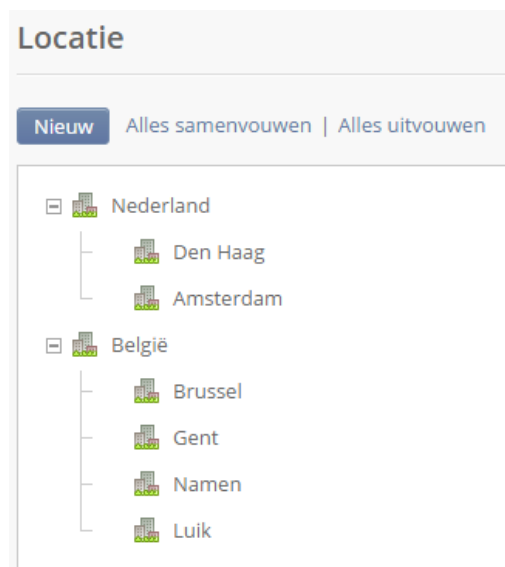 Locatie
Nieuw Alles samenvouwen | Alles uitvouwen
Nederland
Den Haag
Amsterdam
België
Brussel
Gent
Namen
Luik